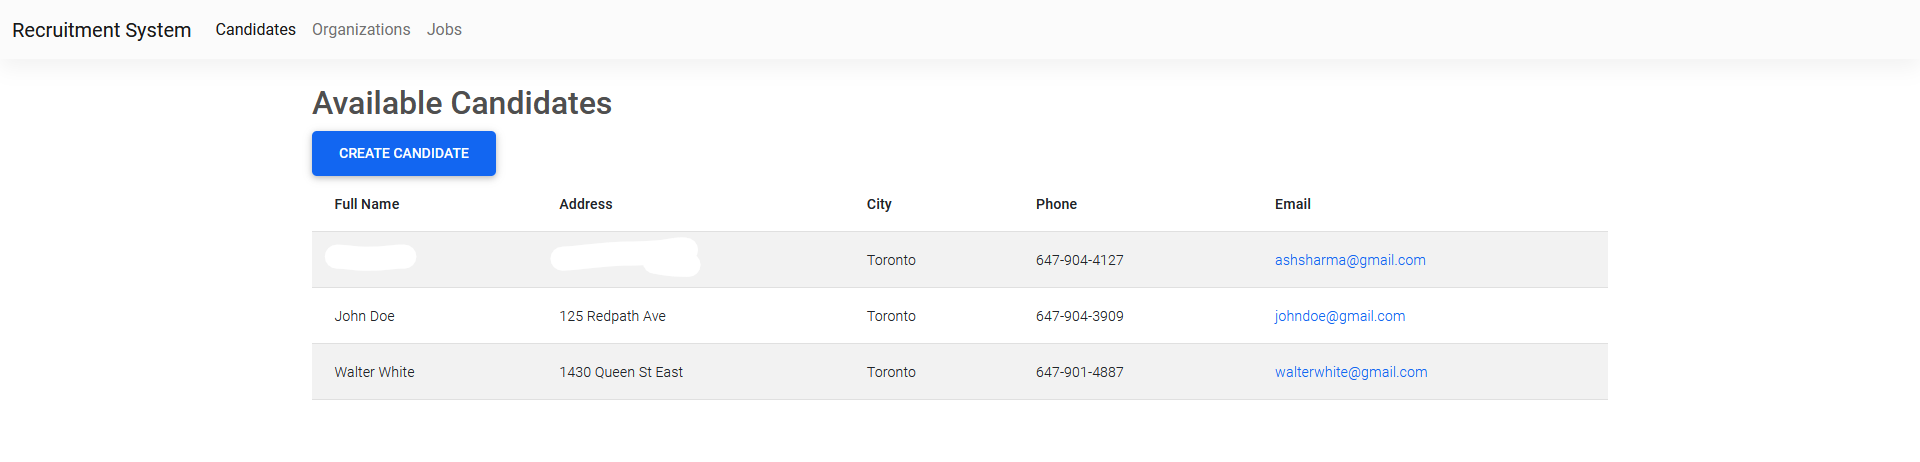 Recruitment System Candidates Organizations Jobs
Available Candidates
CREATE CANDIDATE
Full Name Address City Phone Email
Toronto 647-904-4127 ashsharma@gmail.com
John Doe 125 Redpath Ave Toronto 647-904-3909 johndoe@gmail.com
Walter White 1430 Queen St East Toronto 647-901-4887 walterwhite@gmail.com